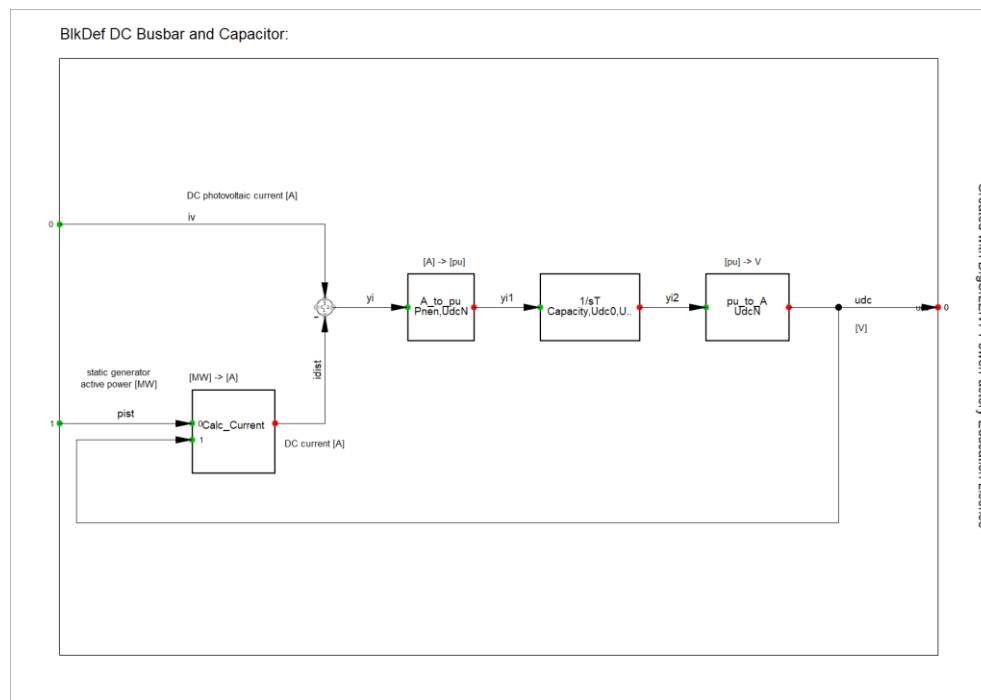 BlkDef DC Busbar and Capacitor:
DC photovoltaic current [A]
iv
0
[A] -> [pu]
[pu] -> V
yi
A_to_pu
Pnen,UdcN
yi1
1/sT
Capacity,Udc0,U..
yi2
pu_to_A
UdcN
udc
0
[V]
idist
static generator
active power [MW]
[MW] -> [A]
1
pist
0
Calc_Current
1
DC current [A]